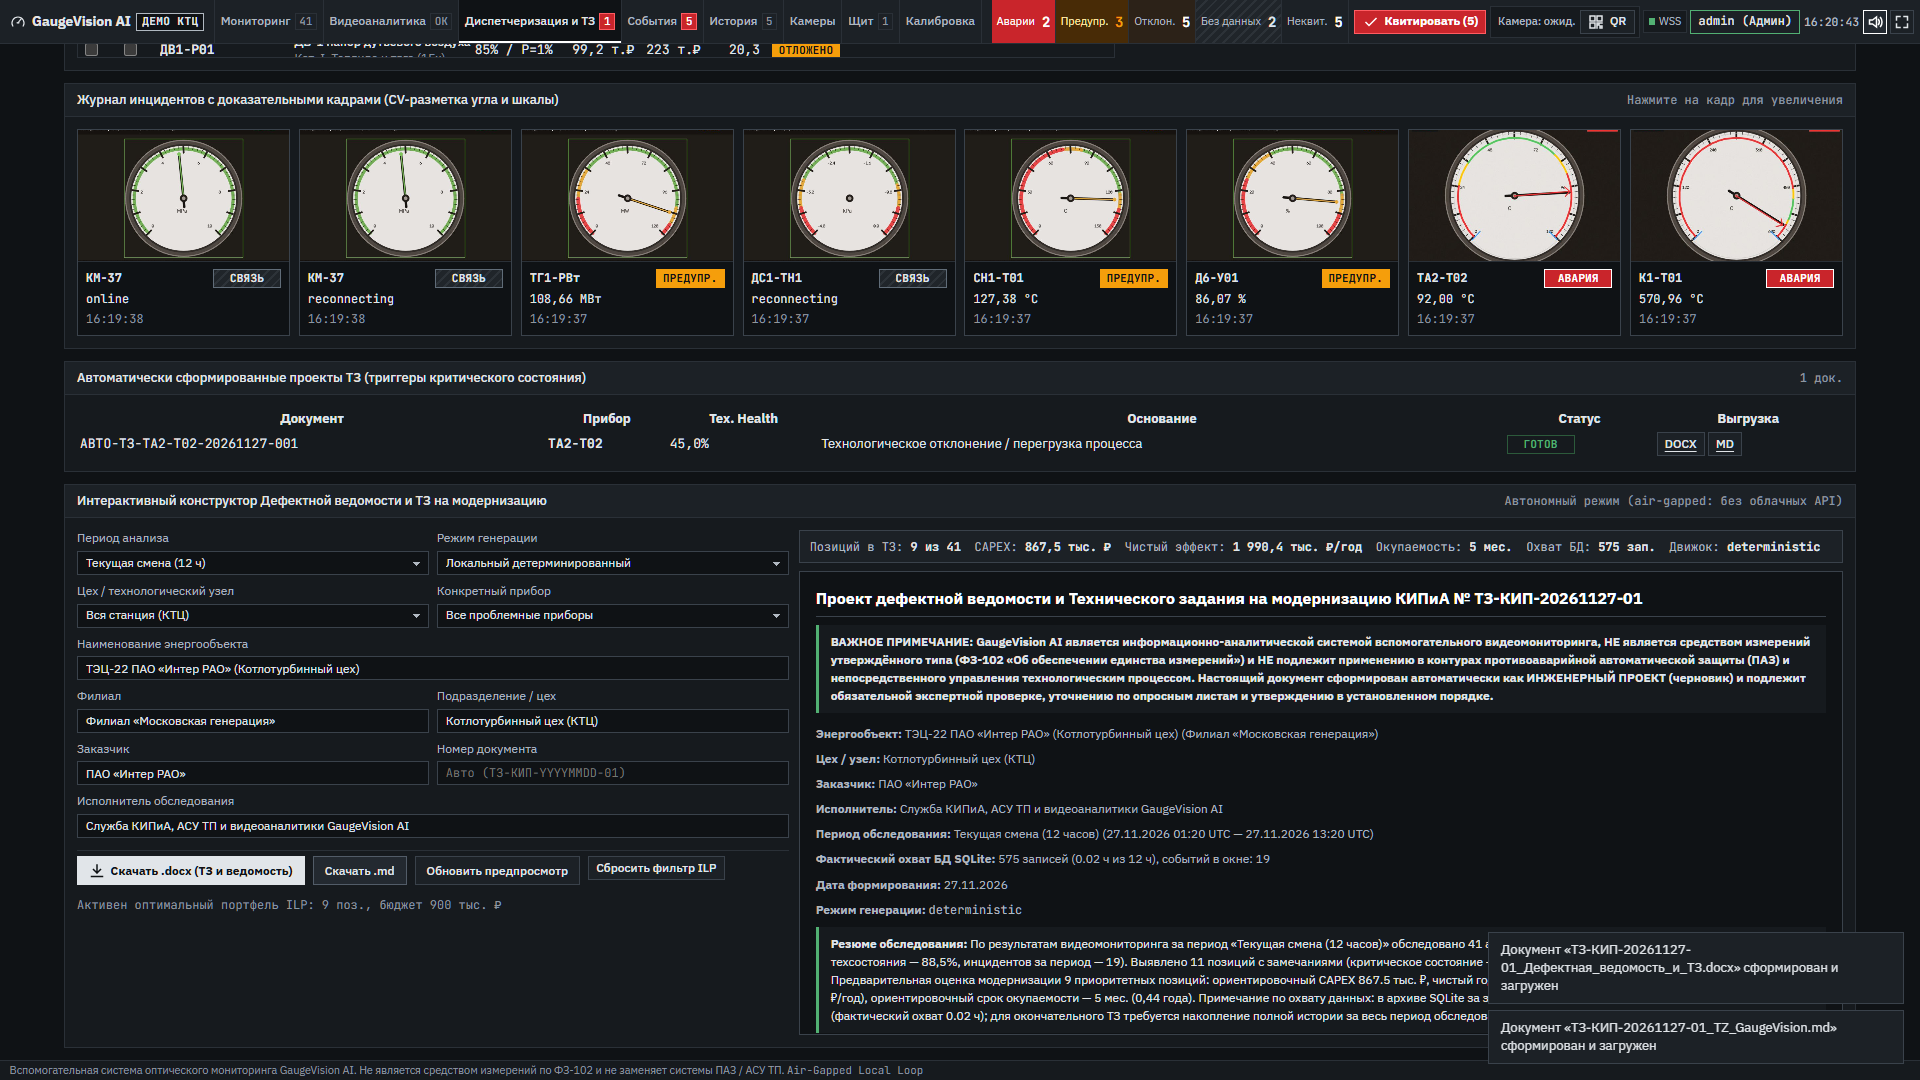 GaugeVision AI ДЕМО КТЦ Мониторинг 41 Видеоаналитика OK Диспетчеризация и ТЗ 1 События 5 История 5 Камеры Щит 1 Калибровка Аварии 2 Предупр. 3 Отклон. 5 Без данных 2 Неквит. 5 Квитировать (5) Камера: ожид. QR WSS admin (Админ) 16:20:43
ДВ1-Р01 85% / P=1% 99,2 т.₽ 223 т.₽ 20,3 ОТЛОЖЕНО
Журнал инцидентов с доказательными кадрами (CV-разметка угла и шкалы) Нажмите на кадр для увеличения
КМ-37 СВЯЗЬ
online
16:19:38
КМ-37 СВЯЗЬ
reconnecting
16:19:38
ТГ1-РВт ПРЕДУПР.
108,66 МВт
16:19:37
ДС1-ТН1 СВЯЗЬ
reconnecting
16:19:37
СН1-Т01 ПРЕДУПР.
127,38 °C
16:19:37
Д6-У01 ПРЕДУПР.
86,07 %
16:19:37
ТА2-Т02 АВАРИЯ
92,00 °C
16:19:37
К1-Т01 АВАРИЯ
570,96 °C
16:19:37
Автоматически сформированные проекты ТЗ (триггеры критического состояния) 1 док.
Документ Прибор Тех. Health Основание Статус Выгрузка
АВТО-ТЗ-ТА2-Т02-20261127-001 ТА2-Т02 45,0% Технологическое отклонение / перегрузка процесса ГОТОВ DOCX MD
Интерактивный конструктор Дефектной ведомости и ТЗ на модернизацию Автономный режим (air-gapped: без облачных API)
Период анализа Режим генерации
Текущая смена (12 ч) Локальный детерминированный
Цех / технологический узел Конкретный прибор
Вся станция (КТЦ) Все проблемные приборы
Наименование энергообъекта
ТЭЦ-22 ПАО «Интер РАО» (Котлотурбинный цех)
Филиал Подразделение / цех
Филиал «Московская генерация» Котлотурбинный цех (КТЦ)
Заказчик Номер документа
ПАО «Интер РАО» Авто (ТЗ-КИП-YYYYMMDD-01)
Исполнитель обследования
Служба КИПиА, АСУ ТП и видеоаналитики GaugeVision AI
Скачать .docx (ТЗ и ведомость) Скачать .md Обновить предпросмотр Сбросить фильтр ILP
Активен оптимальный портфель ILP: 9 поз., бюджет 900 тыс. ₽
Позиций в ТЗ: 9 из 41 CAPEX: 867,5 тыс. ₽ Чистый эффект: 1 990,4 тыс. ₽/год Окупаемость: 5 мес. Охват БД: 575 зап. Движок: deterministic
Проект дефектной ведомости и Технического задания на модернизацию КИПиА № ТЗ-КИП-20261127-01
ВАЖНОЕ ПРИМЕЧАНИЕ: GaugeVision AI является информационно-аналитической системой вспомогательного видеомониторинга, НЕ является средством измерений
утверждённого типа (ФЗ-102 «Об обеспечении единства измерений») и НЕ подлежит применению в контурах противоаварийной автоматической защиты (ПАЗ) и
непосредственного управления технологическим процессом. Настоящий документ сформирован автоматически как ИНЖЕНЕРНЫЙ ПРОЕКТ (черновик) и подлежит
обязательной экспертной проверке, уточнению по опросным листам и утверждению в установленном порядке.
Энергообъект: ТЭЦ-22 ПАО «Интер РАО» (Котлотурбинный цех) (Филиал «Московская генерация»)
Цех / узел: Котлотурбинный цех (КТЦ)
Заказчик: ПАО «Интер РАО»
Исполнитель: Служба КИПиА, АСУ ТП и видеоаналитики GaugeVision AI
Период обследования: Текущая смена (12 часов) (27.11.2026 01:20 UTC — 27.11.2026 13:20 UTC)
Фактический охват БД SQLite: 575 записей (0.02 ч из 12 ч), событий в окне: 19
Дата формирования: 27.11.2026
Режим генерации: deterministic
Резюме обследования: По результатам видеомониторинга за период «Текущая смена (12 часов)» обследовано 41
техсостояния — 88,5%, инцидентов за период — 19). Выявлено 11 позиций с замечаниями (критическое состояние
Предварительная оценка модернизации 9 приоритетных позиций: ориентировочный CAPEX 867.5 тыс. ₽, чистый
₽/год), ориентировочный срок окупаемости — 5 мес. (0,44 года). Примечание по охвату данных: в архиве SQLite за
(фактический охват 0.02 ч); для окончательного ТЗ требуется накопление полной истории за весь период
Документ «ТЗ-КИП-20261127-
01_Дефектная_ведомость_и_ТЗ.docx» сформирован и
загружен
Документ «ТЗ-КИП-20261127-01_TZ_GaugeVision.md»
сформирован и загружен
Вспомогательная система оптического мониторинга GaugeVision AI. Не является средством измерений по ФЗ-102 и не заменяет системы ПАЗ / АСУ ТП. Air-Gapped Local Loop